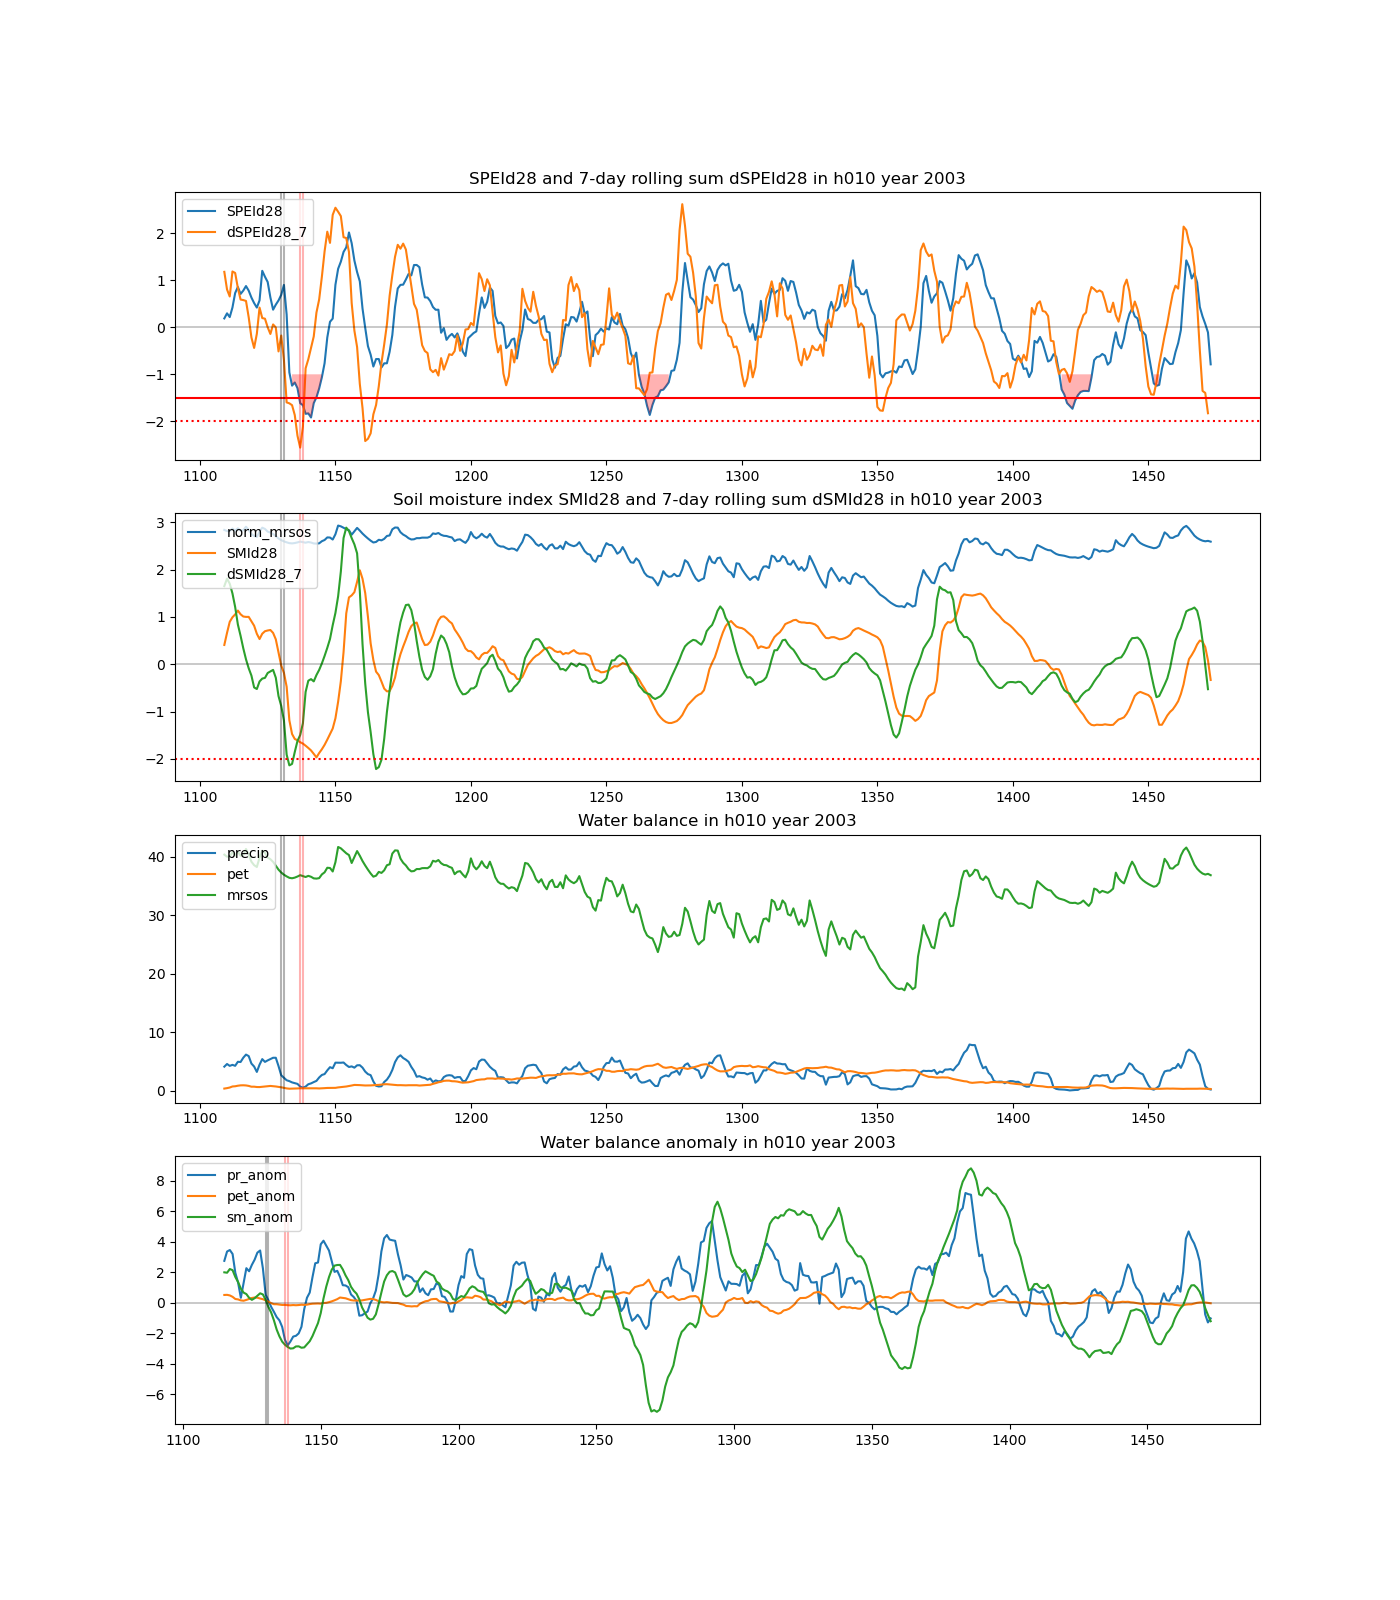 SPEId28 and 7-day rolling sum dSPEId28 in h010 year 2003
SPEId28
dSPEId28_7
2
1
0
−1
−2
1100 1150 1200 1250 1300 1350 1400 1450
Soil moisture index SMId28 and 7-day rolling sum dSMId28 in h010 year 2003
norm_mrsos
SMId28
dSMId28_7
3
2
1
0
−1
−2
1100 1150 1200 1250 1300 1350 1400 1450
Water balance in h010 year 2003
precip
pet
mrsos
40
30
20
10
0
1100 1150 1200 1250 1300 1350 1400 1450
Water balance anomaly in h010 year 2003
pr_anom
pet_anom
sm_anom
8
6
4
2
0
−2
−4
−6
1100 1150 1200 1250 1300 1350 1400 1450